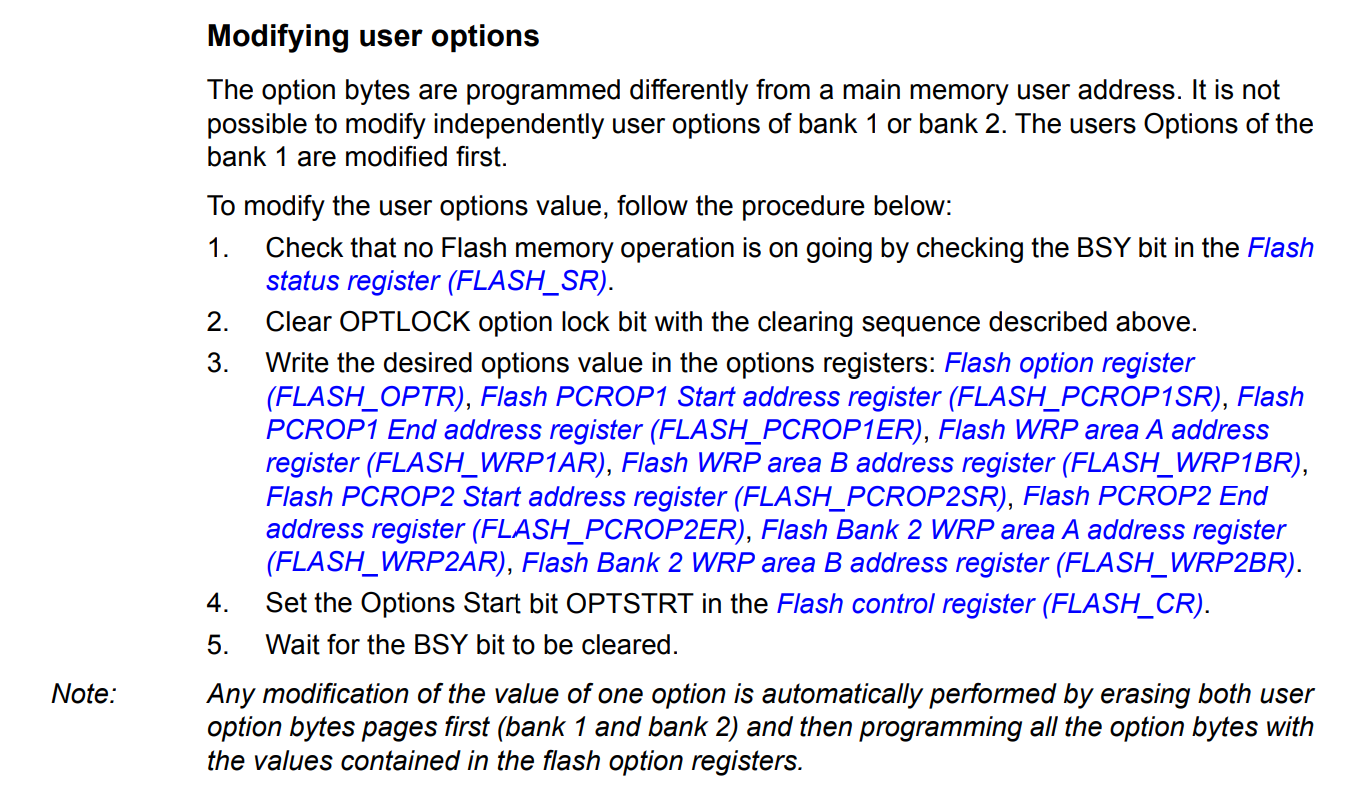 Modifying user options
The option bytes are programmed differently from a main memory user address. It is not
possible to modify independently user options of bank 1 or bank 2. The users Options of the
bank 1 are modified first.
To modify the user options value, follow the procedure below:
1. Check that no Flash memory operation is on going by checking the BSY bit in the Flash
status register (FLASH_SR).
2. Clear OPTLOCK option lock bit with the clearing sequence described above.
3. Write the desired options value in the options registers: Flash option register
(FLASH_OPTR), Flash PCROP1 Start address register (FLASH_PCROP1SR), Flash
PCROP1 End address register (FLASH_PCROP1ER), Flash WRP area A address
register (FLASH_WRP1AR), Flash WRP area B address register (FLASH_WRP1BR),
Flash PCROP2 Start address register (FLASH_PCROP2SR), Flash PCROP2 End
address register (FLASH_PCROP2ER), Flash Bank 2 WRP area A address register
(FLASH_WRP2AR), Flash Bank 2 WRP area B address register (FLASH_WRP2BR).
4. Set the Options Start bit OPTSTRT in the Flash control register (FLASH_CR).
5. Wait for the BSY bit to be cleared.
Note: Any modification of the value of one option is automatically performed by erasing both user
option bytes pages first (bank 1 and bank 2) and then programming all the option bytes with
the values contained in the flash option registers.